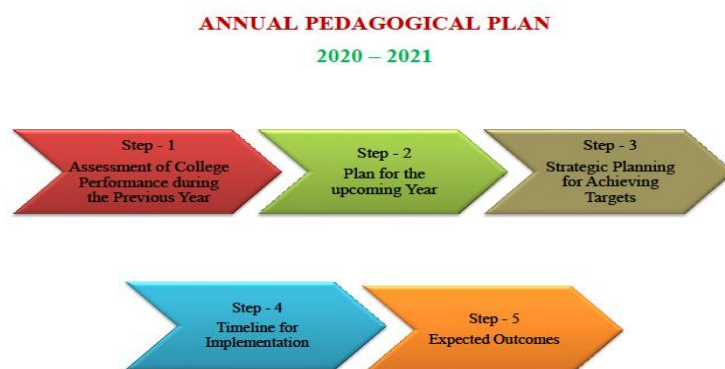 ANNUAL PEDAGOGICAL PLAN
2020 – 2021
Step - 1
Assessment of College
Performance during
the Previous Year
Step - 2
Plan for the
upcoming Year
Step - 3
Strategic Planning
for Achieving
Targets
Step - 4
Timeline for
Implementation
Step - 5
Expected Outcomes